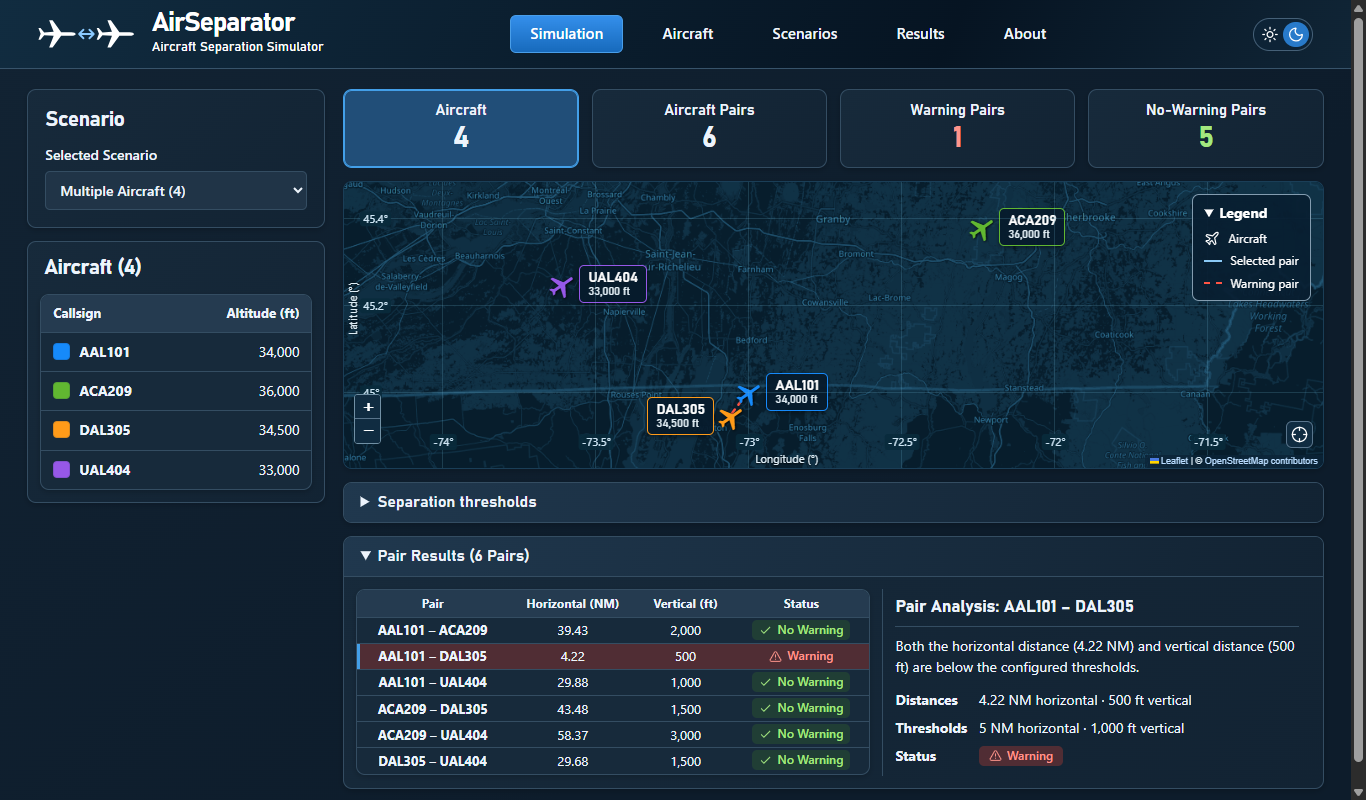 AirSeparator
Aircraft Separation Simulator
Simulation
Aircraft
Scenarios
Results
About
Scenario
Selected Scenario
Multiple Aircraft (4)
Aircraft (4)
Callsign Altitude (ft)
AAL101 34,000
ACA209 36,000
DAL305 34,500
UAL404 33,000
Aircraft
4
Aircraft Pairs
6
Warning Pairs
1
No-Warning Pairs
5
Hudson
Kirkland
Montréal
Ouest
Brossard
La Prairie
Chambly
Vaudreuil-
Dorion
Saint-Constant
Les Cèdres
Beauharnois
Salaberry-
de-Valleyfield
Saint-Jean-
sur-Richelieu
Farnham
Granby
Bromont
Cowansville
Lac-Brome
Magog
Sherbrooke
Cookshire
East Angus
Coaticook
Napierville
Bedford
Rouses Point
Enosburg
Falls
Newport
Stanstead
Canaan
Lakes Headwaters
Working
Forest
45.4°
45.2°
45°
Latitude (°)
-74°
-73.5°
-73°
-72.5°
-72°
-71.5°
Longitude (°)
ACA209
36,000 ft
UAL404
33,000 ft
AAL101
34,000 ft
DAL305
34,500 ft
▼ Legend
Aircraft
Selected pair
Warning pair
+
−
Leaflet | © OpenStreetMap contributors
▶ Separation thresholds
▼ Pair Results (6 Pairs)
Pair Horizontal (NM) Vertical (ft) Status
AAL101 – ACA209 39.43 2,000 ✓ No Warning
AAL101 – DAL305 4.22 500 ⚠ Warning
AAL101 – UAL404 29.88 1,000 ✓ No Warning
ACA209 – DAL305 43.48 1,500 ✓ No Warning
ACA209 – UAL404 58.37 3,000 ✓ No Warning
DAL305 – UAL404 29.68 1,500 ✓ No Warning
Pair Analysis: AAL101 – DAL305
Both the horizontal distance (4.22 NM) and vertical distance (500
ft) are below the configured thresholds.
Distances 4.22 NM horizontal · 500 ft vertical
Thresholds 5 NM horizontal · 1,000 ft vertical
Status ⚠ Warning